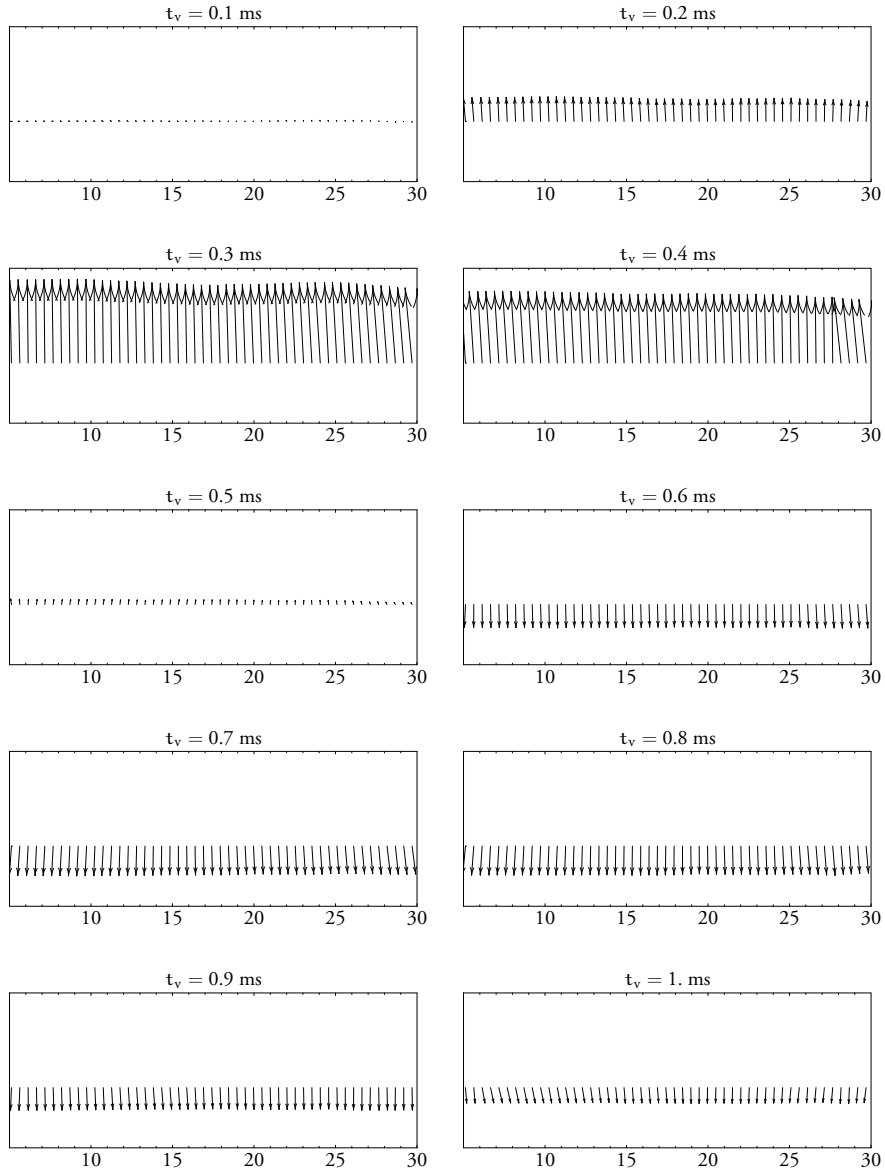 t_v = 0.1 ms t_v = 0.2 ms
10 15 20 25 30 10 15 20 25 30
t_v = 0.3 ms t_v = 0.4 ms
10 15 20 25 30 10 15 20 25 30
t_v = 0.5 ms t_v = 0.6 ms
10 15 20 25 30 10 15 20 25 30
t_v = 0.7 ms t_v = 0.8 ms
10 15 20 25 30 10 15 20 25 30
t_v = 0.9 ms t_v = 1. ms
10 15 20 25 30 10 15 20 25 30